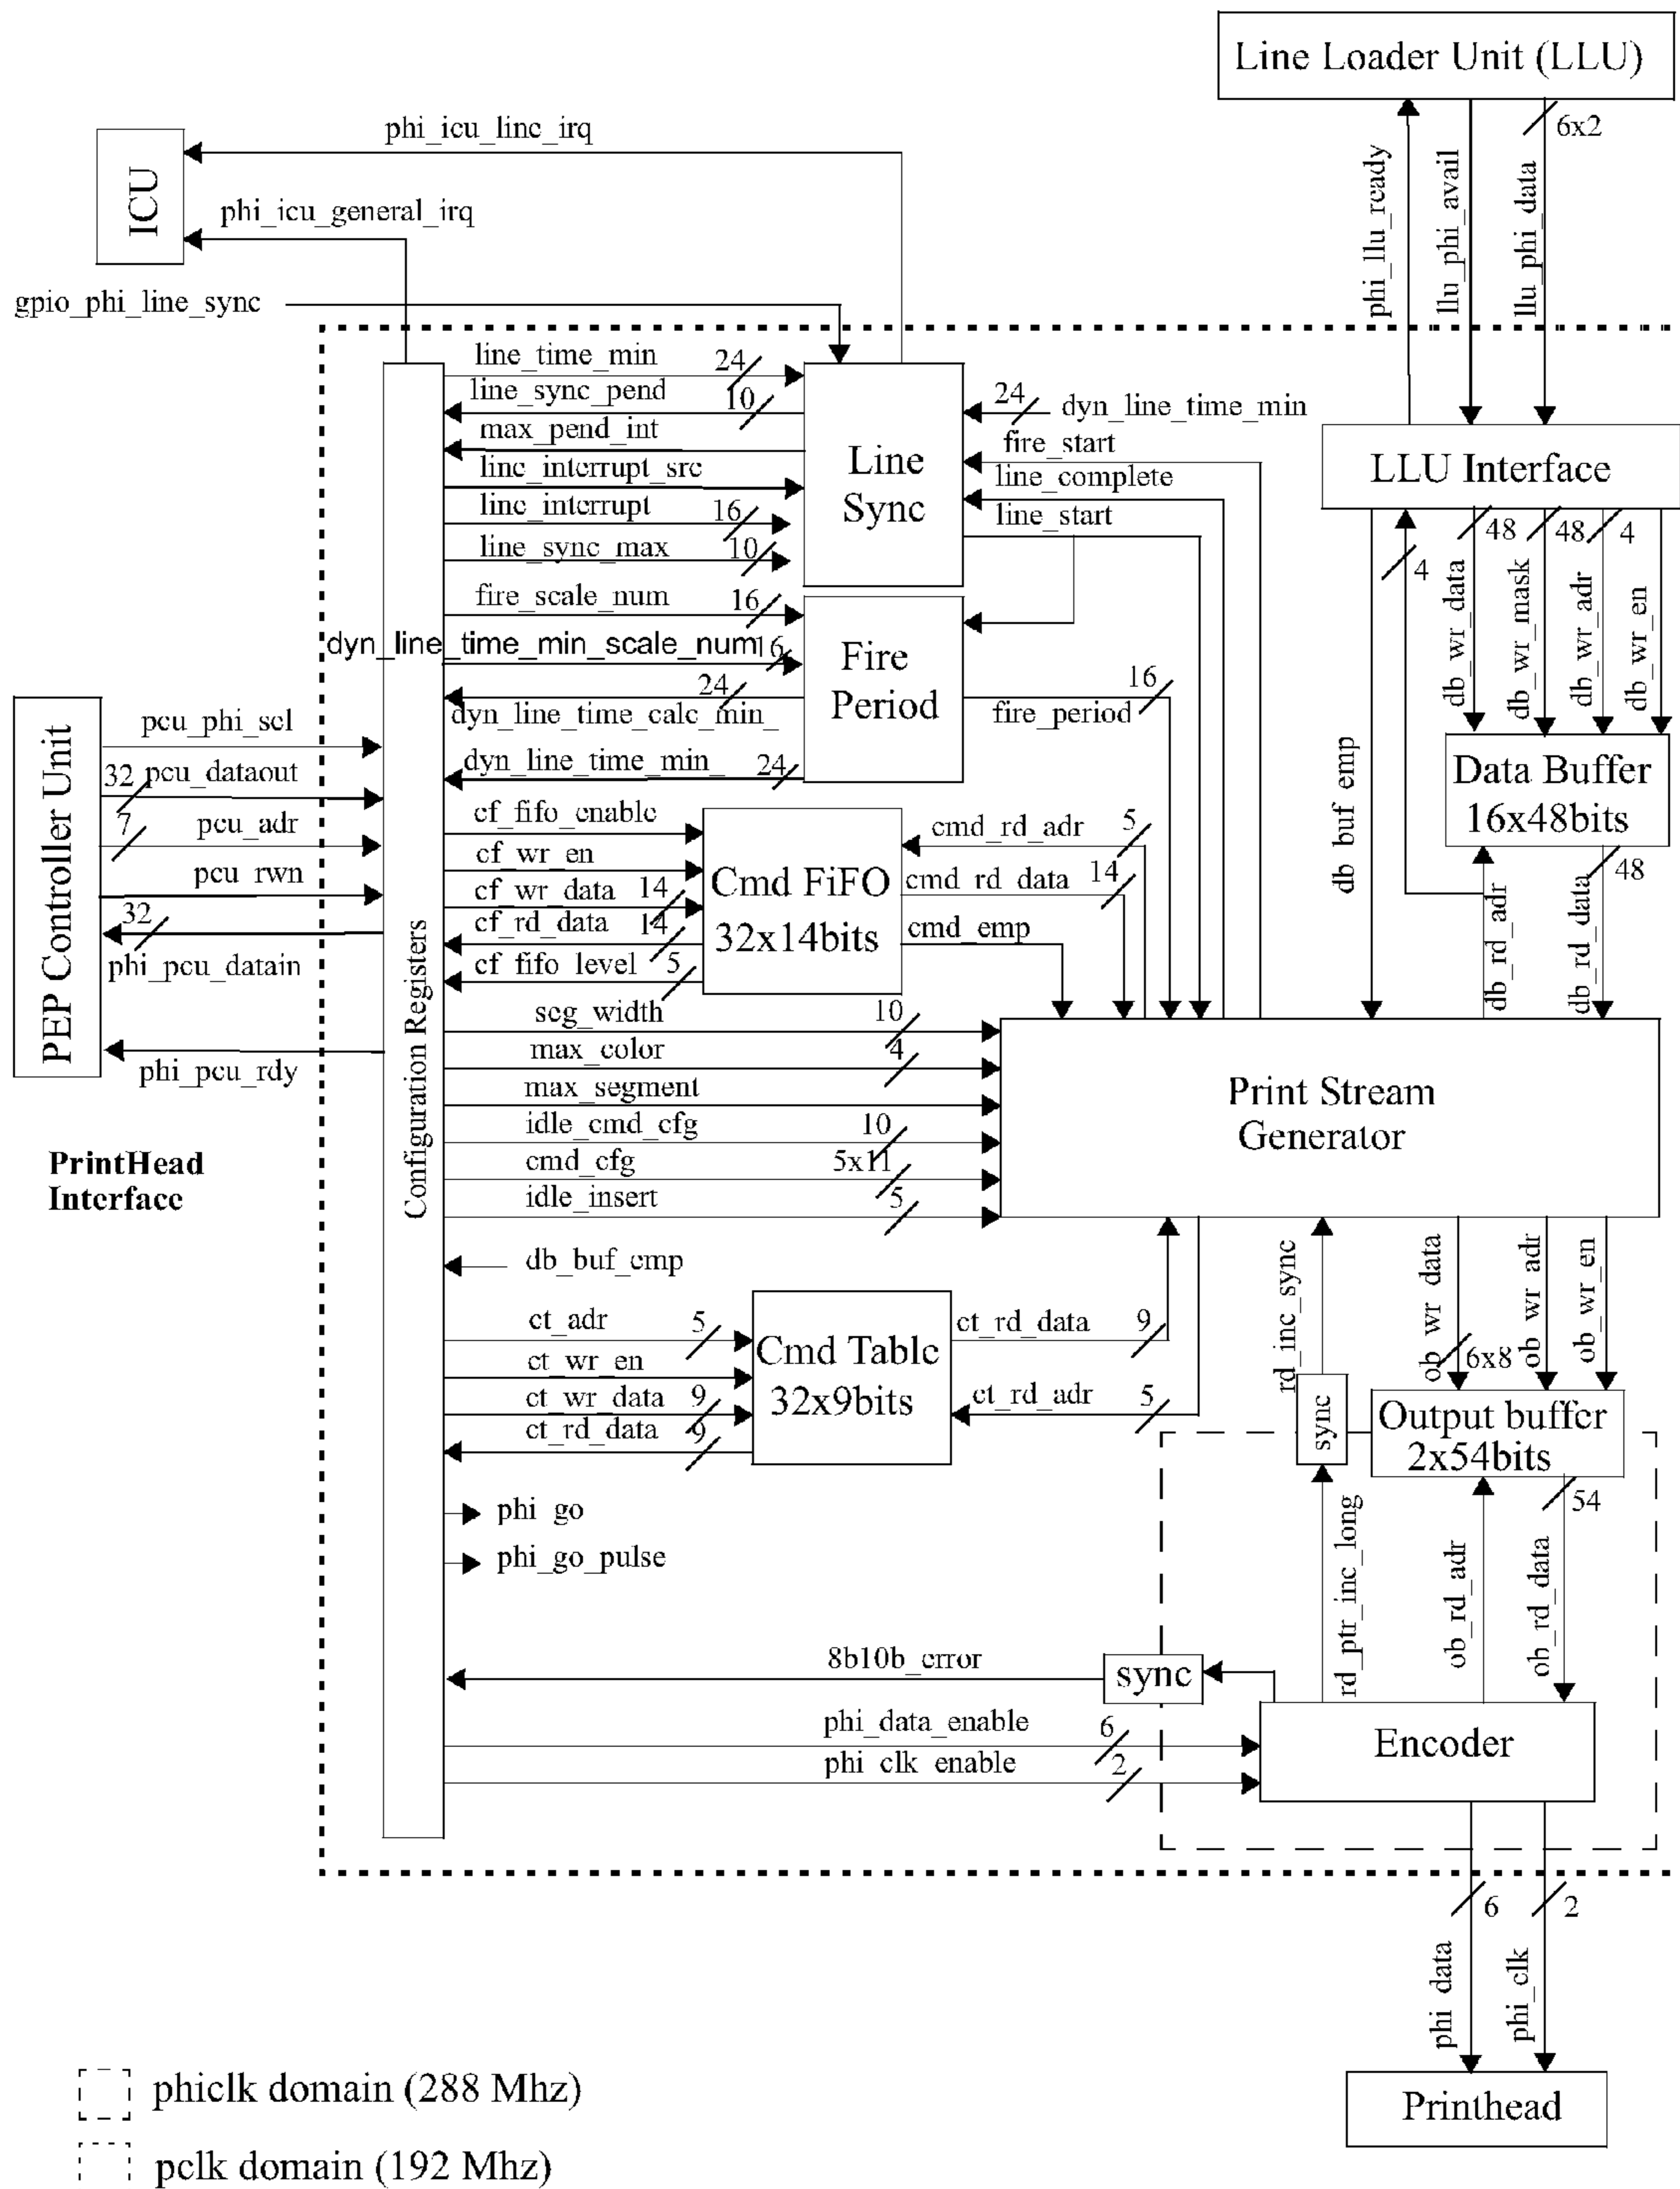 Line Loader Unit (LLU)
6x2
phi_llu_ready
llu_phi_avail
llu_phi_data
ICU
phi_icu_line_irq
phi_icu_general_irq
gpio_phi_line_sync
line_time_min
24
line_sync_pend
10
max_pend_int
line_interrupt_src
line_interrupt
16
line_sync_max
10
Line
Sync
24
dyn_line_time_min
fire_start
line_complete
line_start
LLU Interface
fire_scale_num
16
dyn_line_time_min_scale_num
16
24
dyn_line_time_calc_min_
dyn_line_time_min_
24
Fire
Period
16
fire_period
4
48
48
4
db_wr_data
db_wr_mask
db_wr_adr
db_wr_en
db_buf_emp
Data Buffer
16x48bits
48
db_rd_adr
db_rd_data
PEP Controller Unit
pcu_phi_sel
32
pcu_dataout
7
pcu_adr
pcu_rwn
32
phi_pcu_datain
phi_pcu_rdy
PrintHead
Interface
Configuration Registers
cf_fifo_enable
cf_wr_en
cf_wr_data
14
cf_rd_data
14
cf_fifo_level
5
Cmd FiFO
32x14bits
cmd_rd_adr
5
cmd_rd_data
14
cmd_emp
seg_width
10
max_color
4
max_segment
idle_cmd_cfg
10
cmd_cfg
5x11
idle_insert
5
Print Stream
Generator
db_buf_emp
ct_adr
5
ct_wr_en
ct_wr_data
9
ct_rd_data
9
Cmd Table
32x9bits
ct_rd_data
9
ct_rd_adr
5
rd_inc_sync
ob_wr_data
6x8
ob_wr_adr
ob_wr_en
sync
Output buffer
2x54bits
54
phi_go
phi_go_pulse
rd_ptr_inc_long
ob_rd_adr
ob_rd_data
8b10b_error
sync
phi_data_enable
6
phi_clk_enable
2
Encoder
6
2
phi_data
phi_clk
Printhead
phiclk domain (288 Mhz)
pclk domain (192 Mhz)